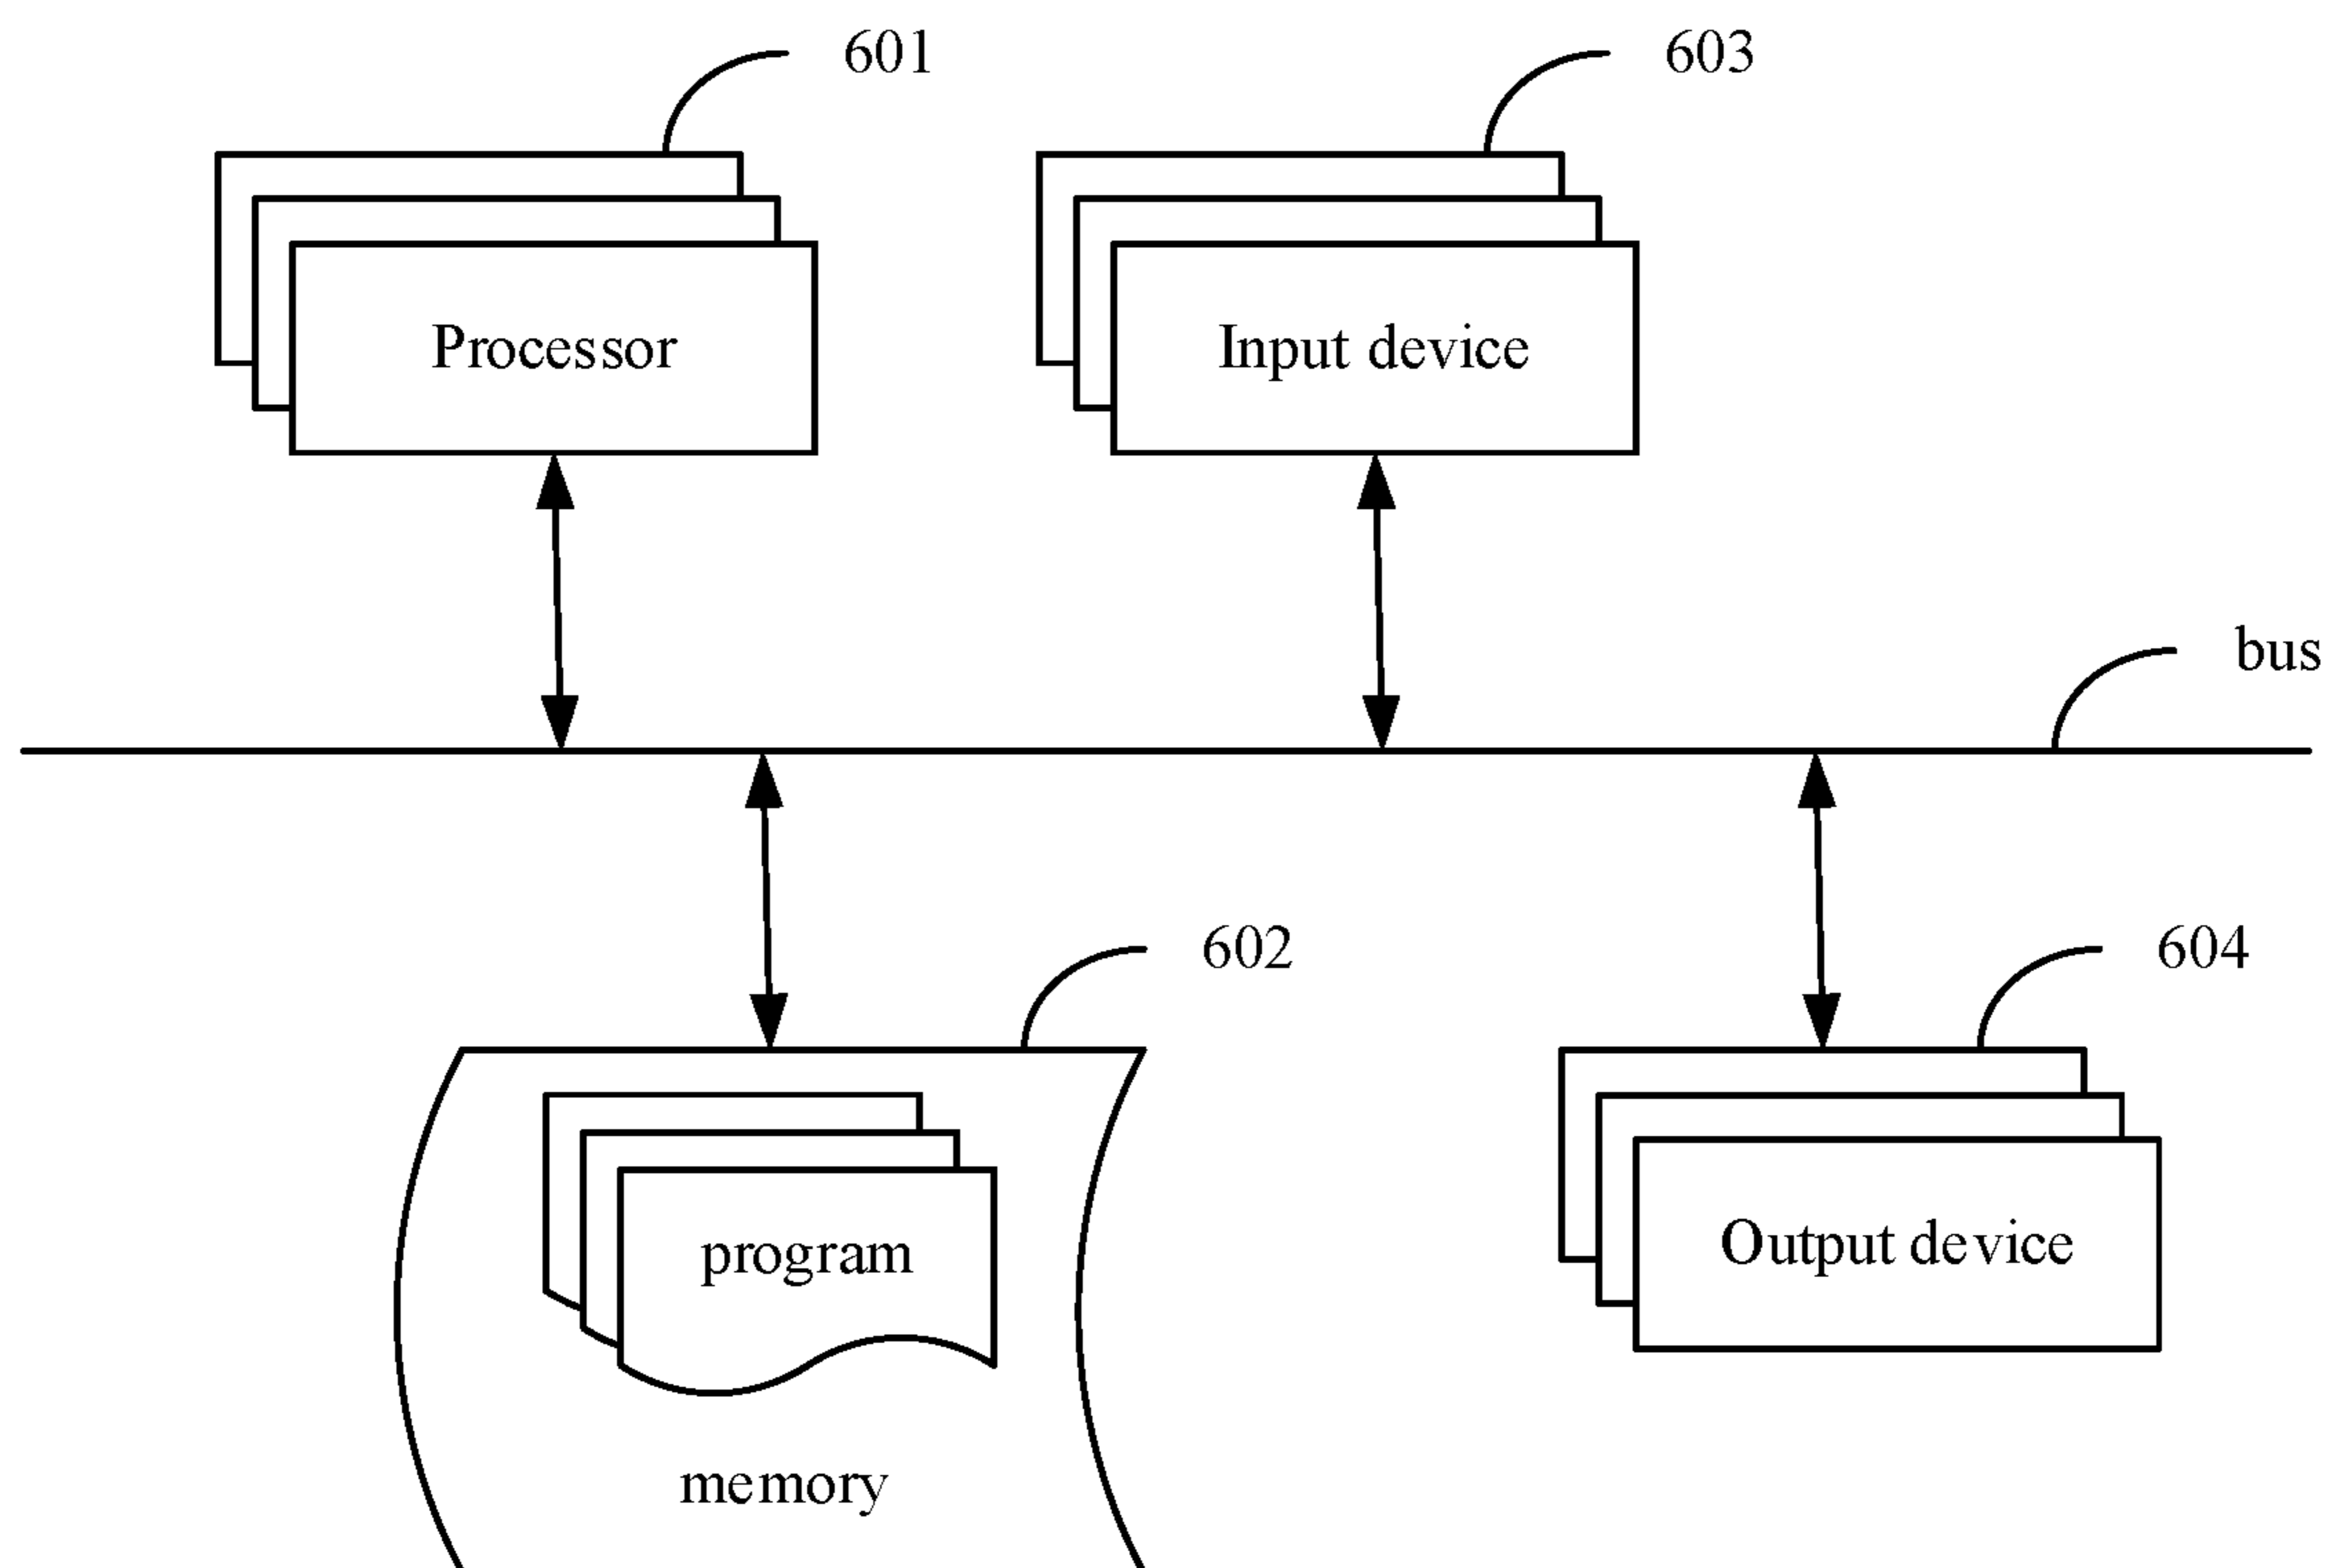 601
603
Processor
Input device
bus
602
604
program
Output device
memory